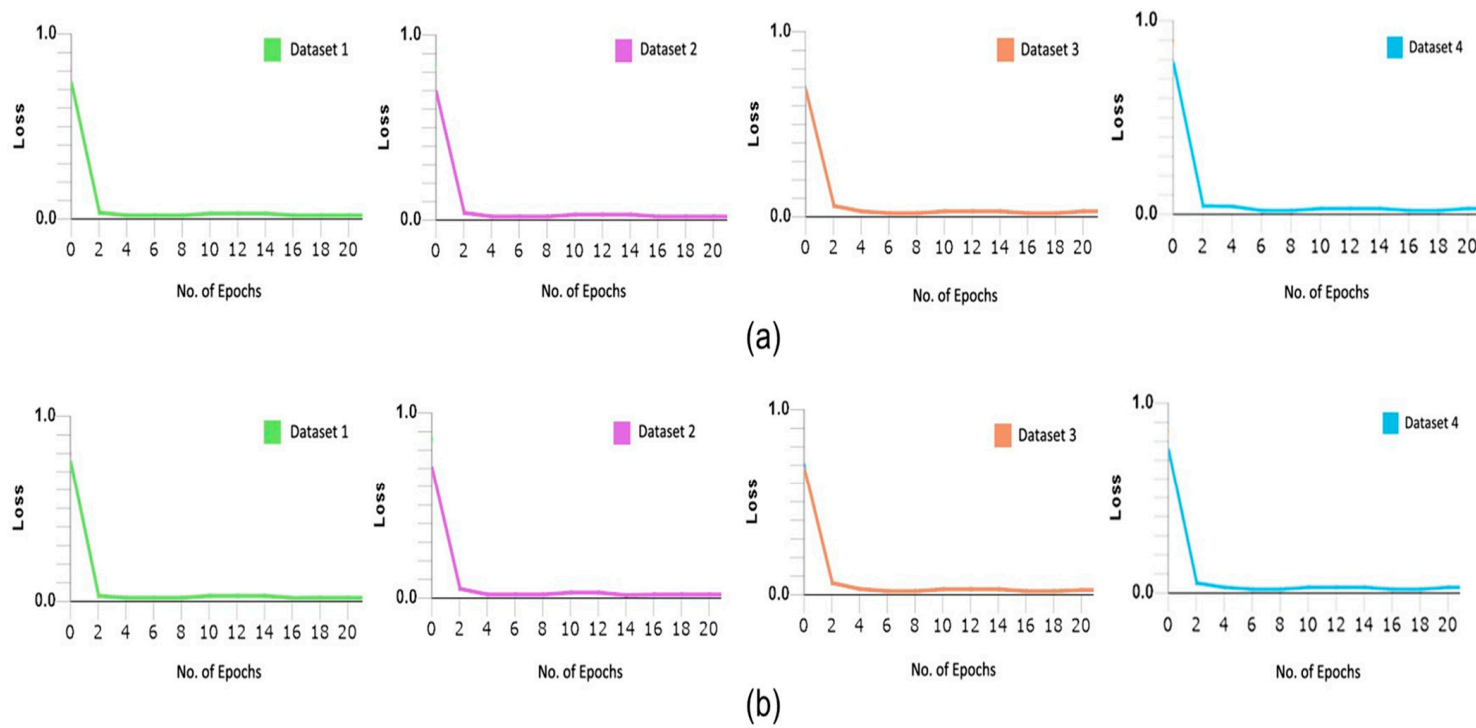 1.0
Dataset 1
Loss
0.0
0 2 4 6 8 10 12 14 16 18 20
No. of Epochs
1.0
Dataset 2
Loss
0.0
0 2 4 6 8 10 12 14 16 18 20
No. of Epochs
1.0
Dataset 3
Loss
0.0
0 2 4 6 8 10 12 14 16 18 20
No. of Epochs
1.0
Dataset 4
Loss
0.0
0 2 4 6 8 10 12 14 16 18 20
No. of Epochs
(a)
1.0
Dataset 1
Loss
0.0
0 2 4 6 8 10 12 14 16 18 20
No. of Epochs
1.0
Dataset 2
Loss
0.0
0 2 4 6 8 10 12 14 16 18 20
No. of Epochs
1.0
Dataset 3
Loss
0.0
0 2 4 6 8 10 12 14 16 18 20
No. of Epochs
1.0
Dataset 4
Loss
0.0
0 2 4 6 8 10 12 14 16 18 20
No. of Epochs
(b)